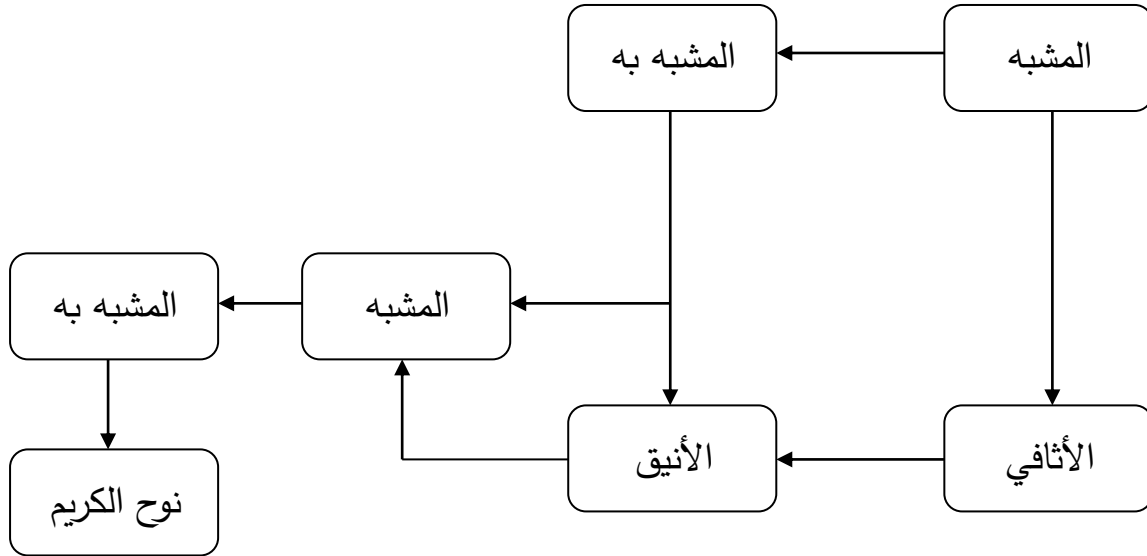 المشبه
المشبه به
المشبه
المشبه به
الأثافي
الأنيق
نوح الكريم